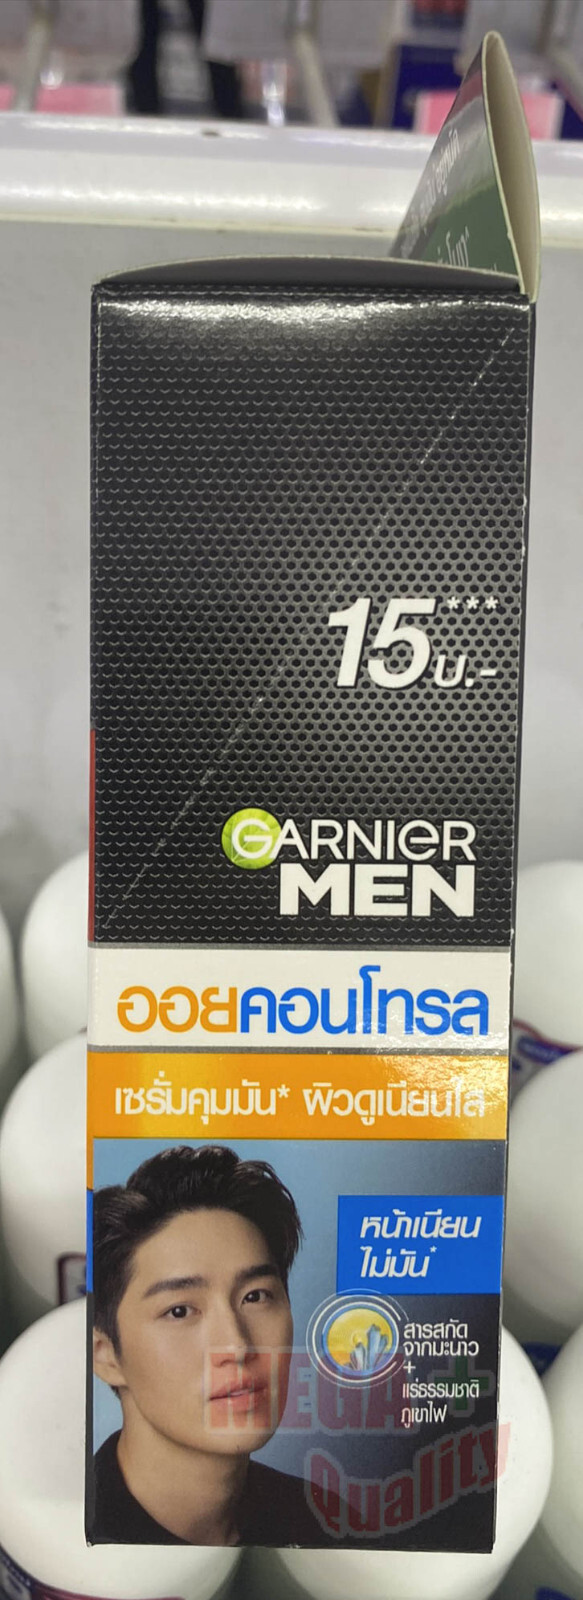 15***
บ.-
GARNIER
MEN
ออยคอนโทรล
เซรั่มคุมมัน* ผิวดูเนียนใส
หน้าเนียน
ไม่มัน*
สารสกัด
จากมะนาว
+
แร่ธรรมชาติ
ภูเขาไฟ
MEGA+
Quality